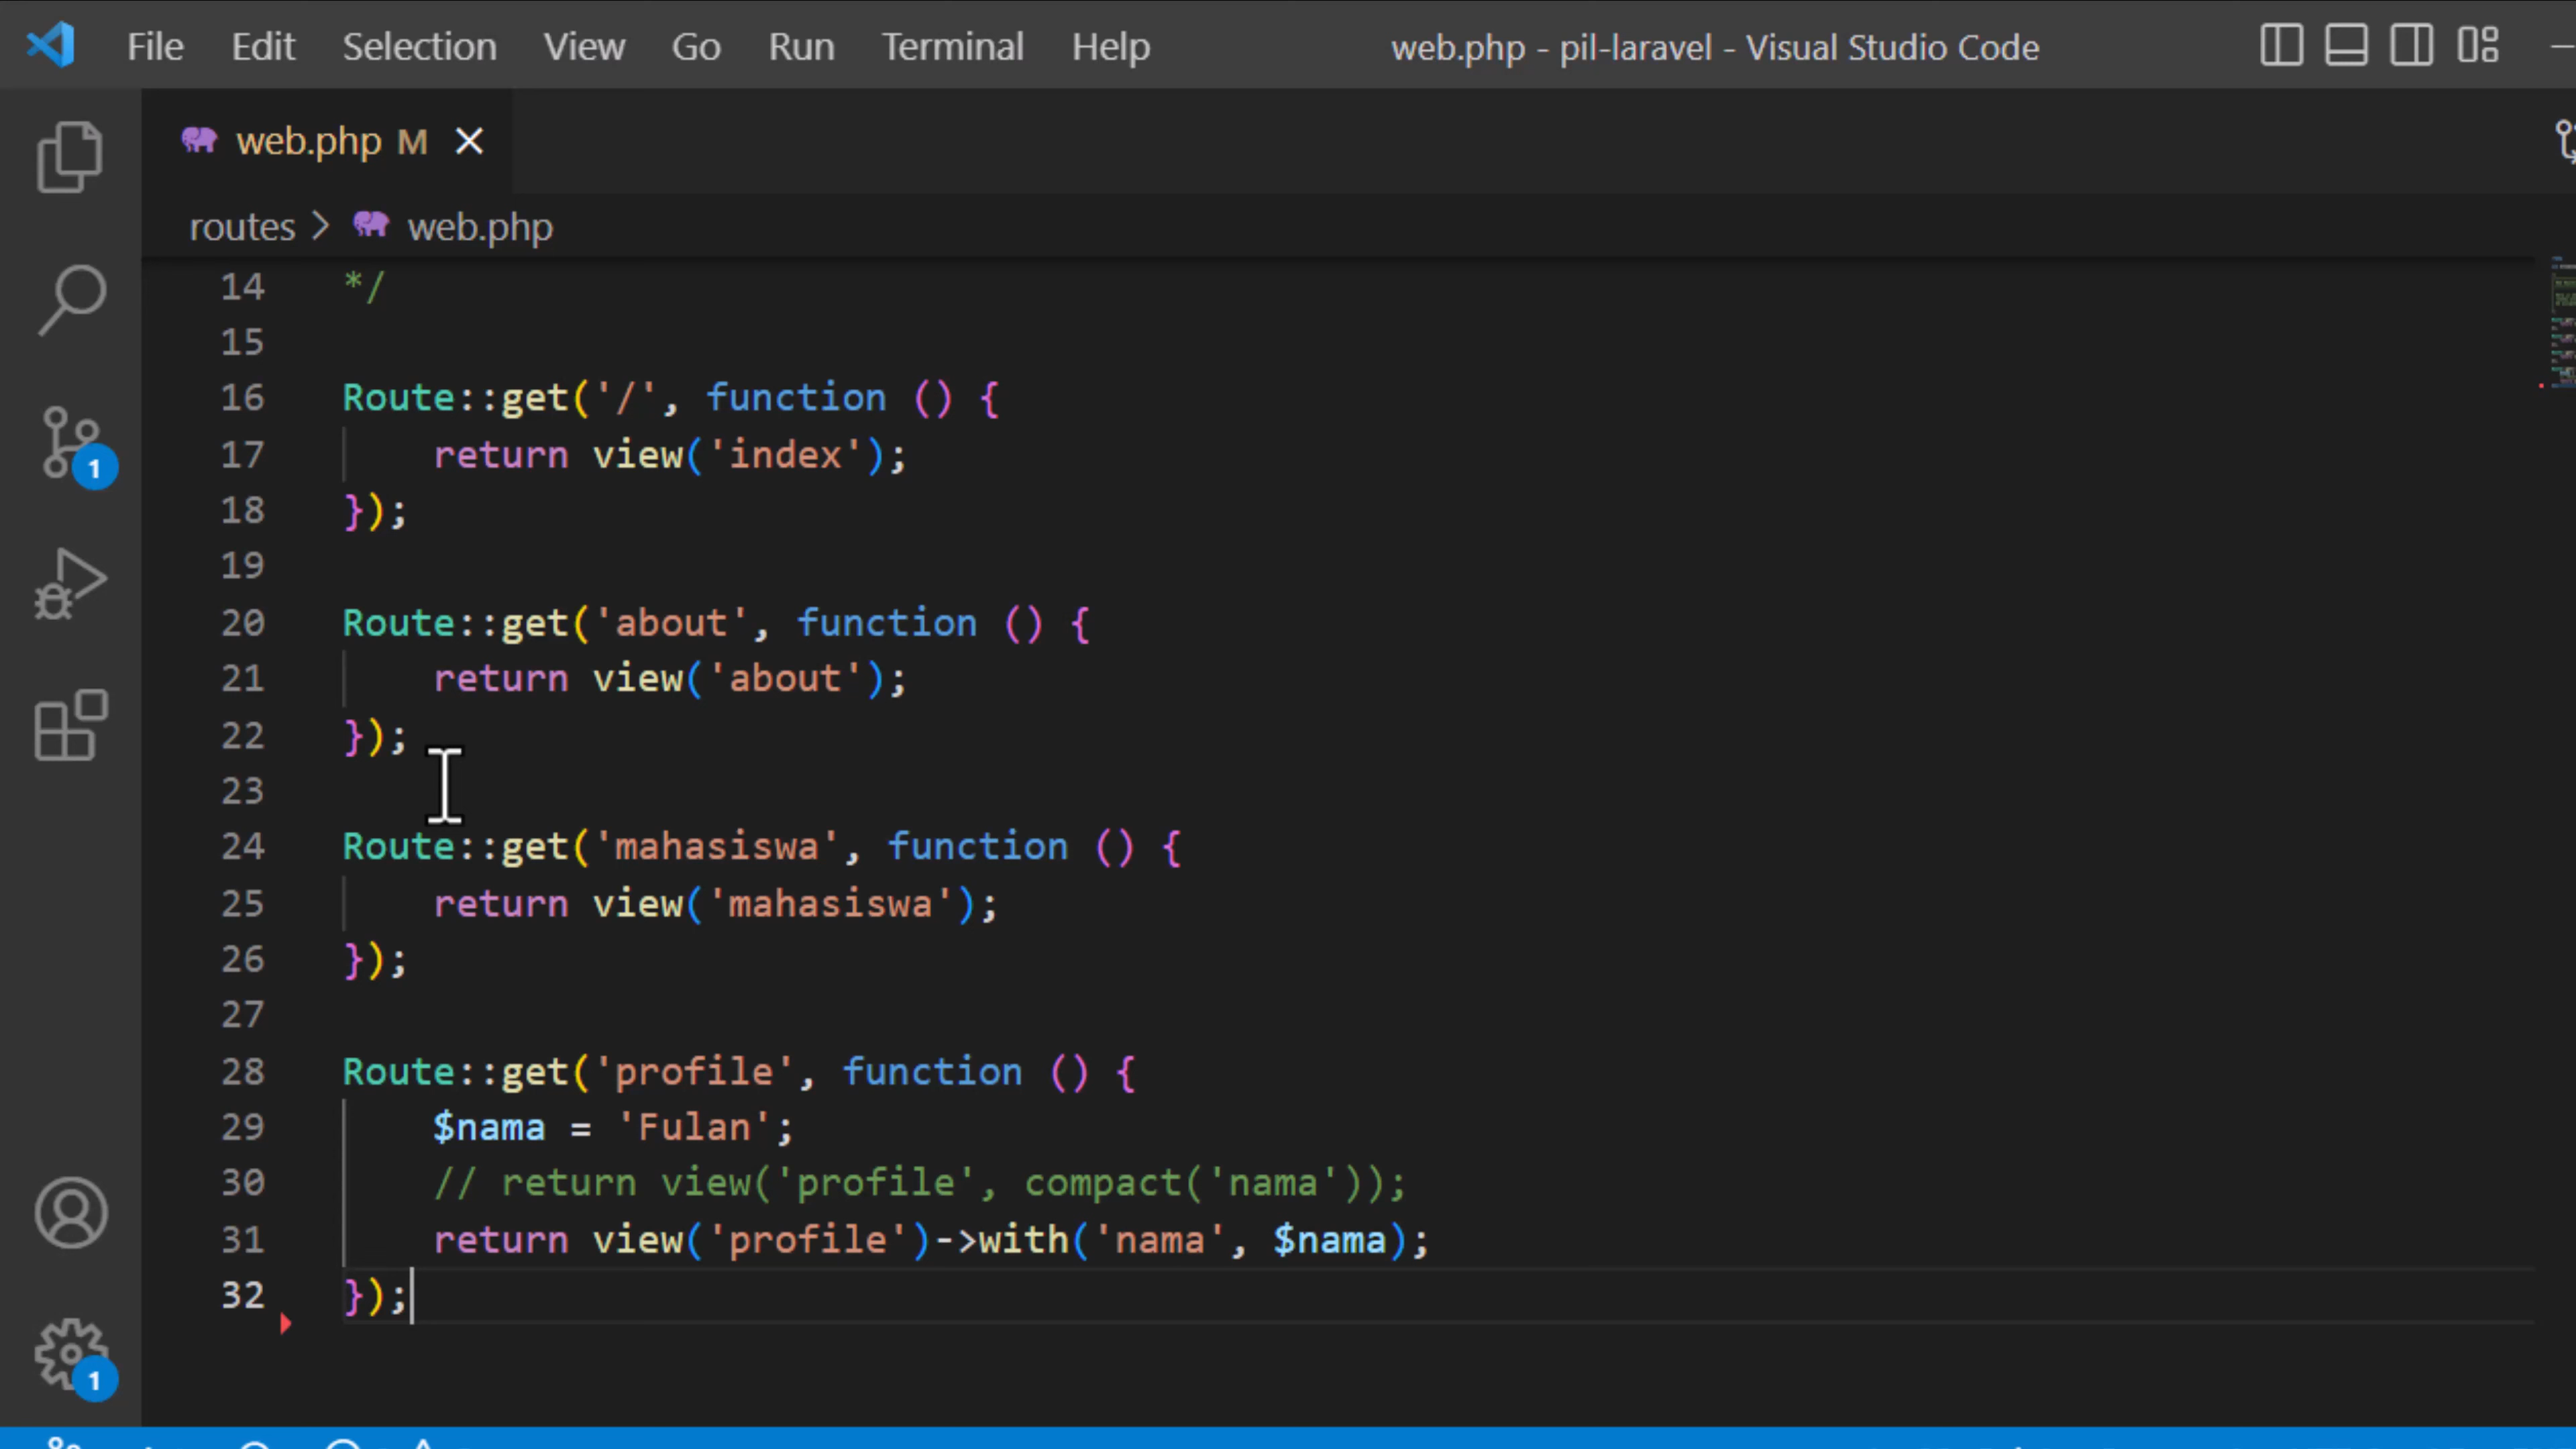 File Edit Selection View Go Run Terminal Help web.php - pil-laravel - Visual Studio Code
web.php M
routes > web.php
14 */
15
16 Route::get('/', function () {
17 return view('index');
18 });
19
20 Route::get('about', function () {
21 return view('about');
22 });
23
24 Route::get('mahasiswa', function () {
25 return view('mahasiswa');
26 });
27
28 Route::get('profile', function () {
29 $nama = 'Fulan';
30 // return view('profile', compact('nama'));
31 return view('profile')->with('nama', $nama);
32 });
1
1